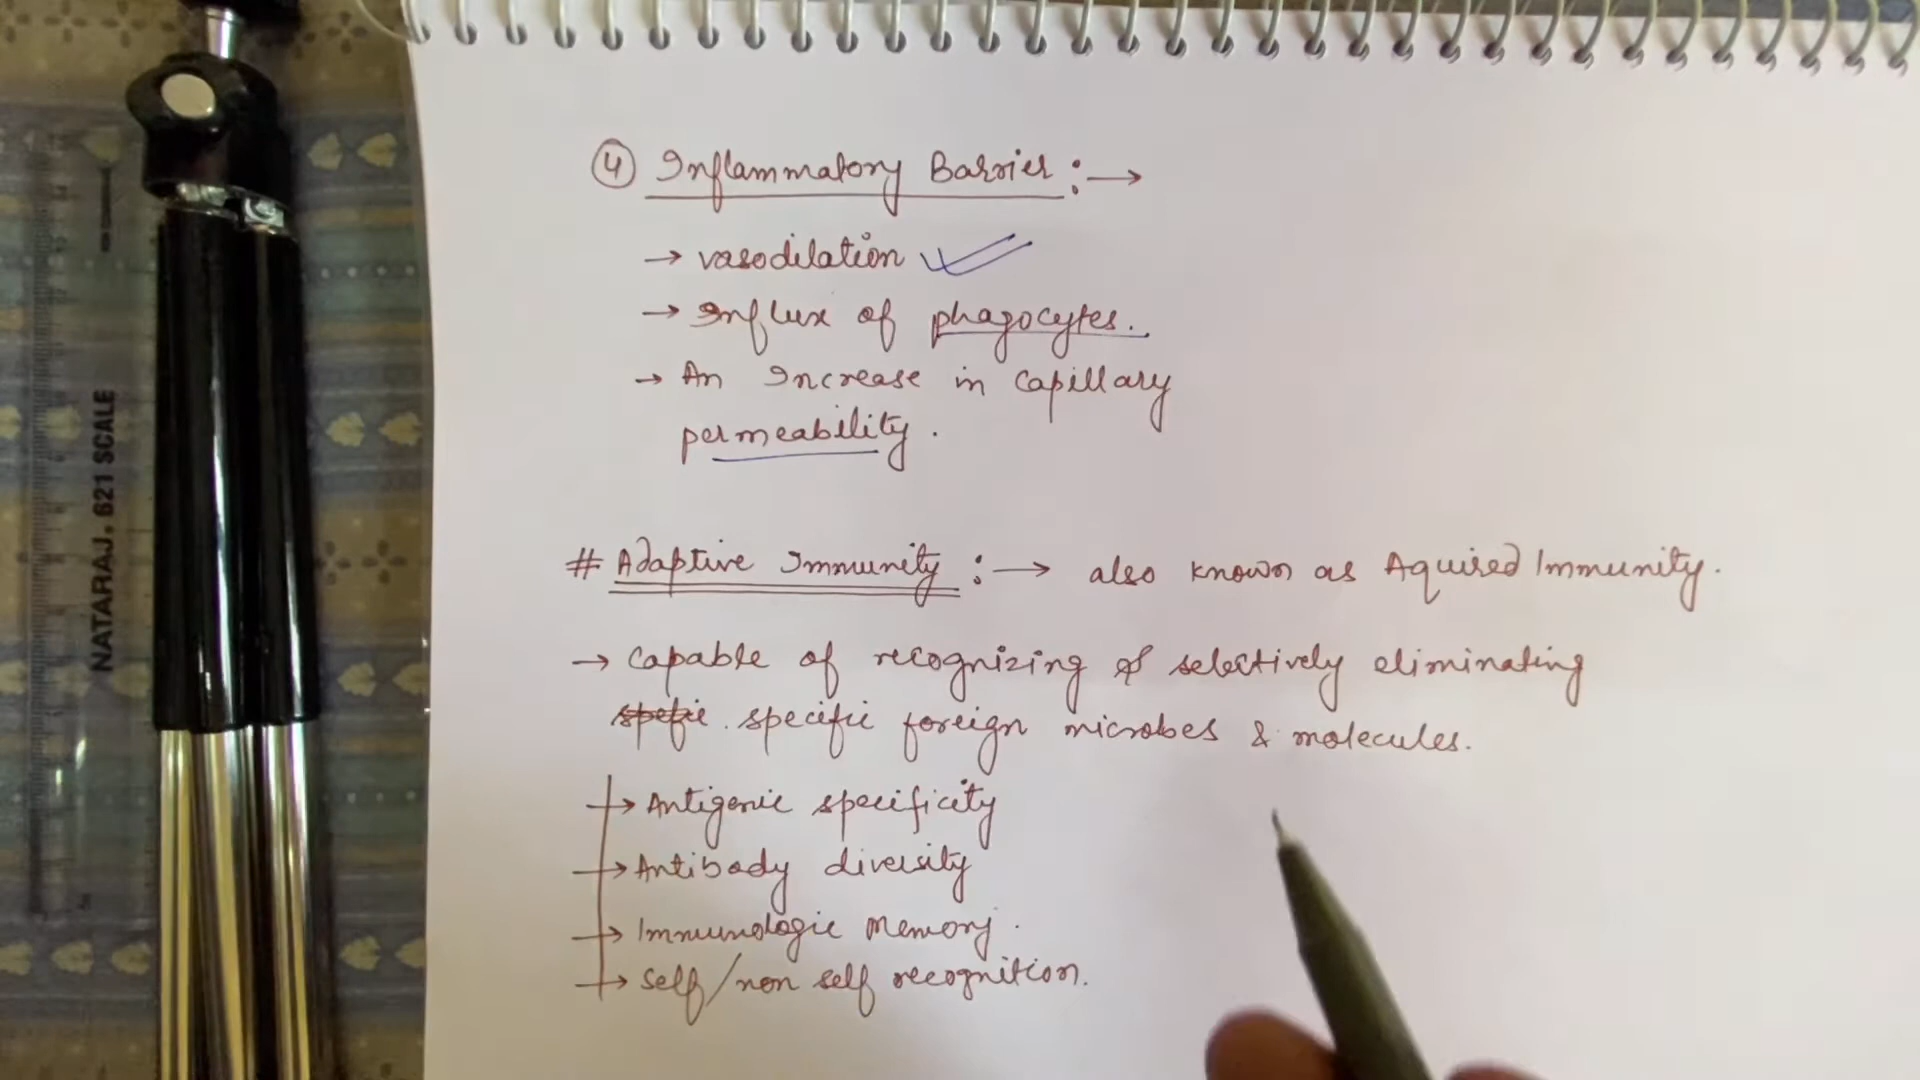 ④ Inflammatory Barrier :→
→ vasodilation
→ Influx of phagocytes.
→ An Increase in Capillary
permeability.
# Adaptive Immunity :→ also known as Aquired Immunity.
→ Capable of recognizing & selectively eliminating
spefic. specific foreign microbes & molecules.
→ Antigenic specificity
→ Antibody diversity
→ Immunologic Memory.
→ Self/non self recognition.
NATARAJ. 621 SCALE